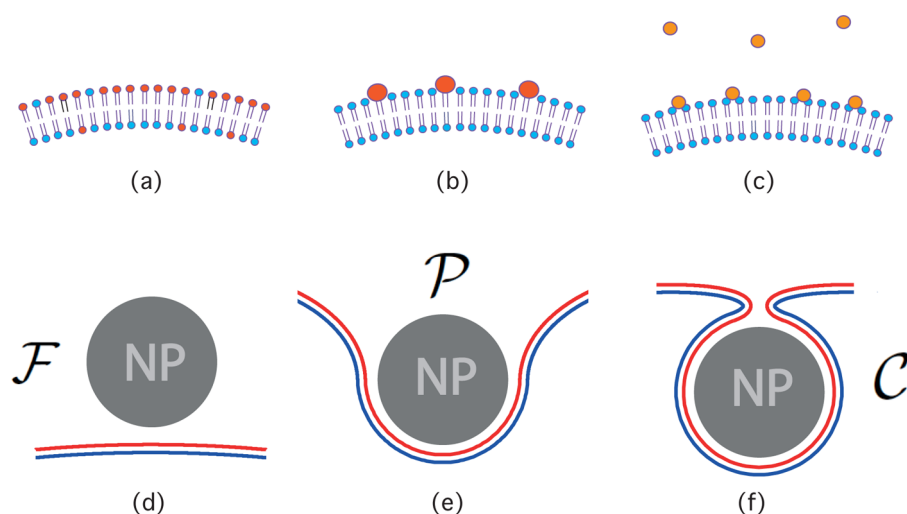 (a) (b) (c)
𝒫
ℱ NP NP NP 𝒞
(d) (e) (f)